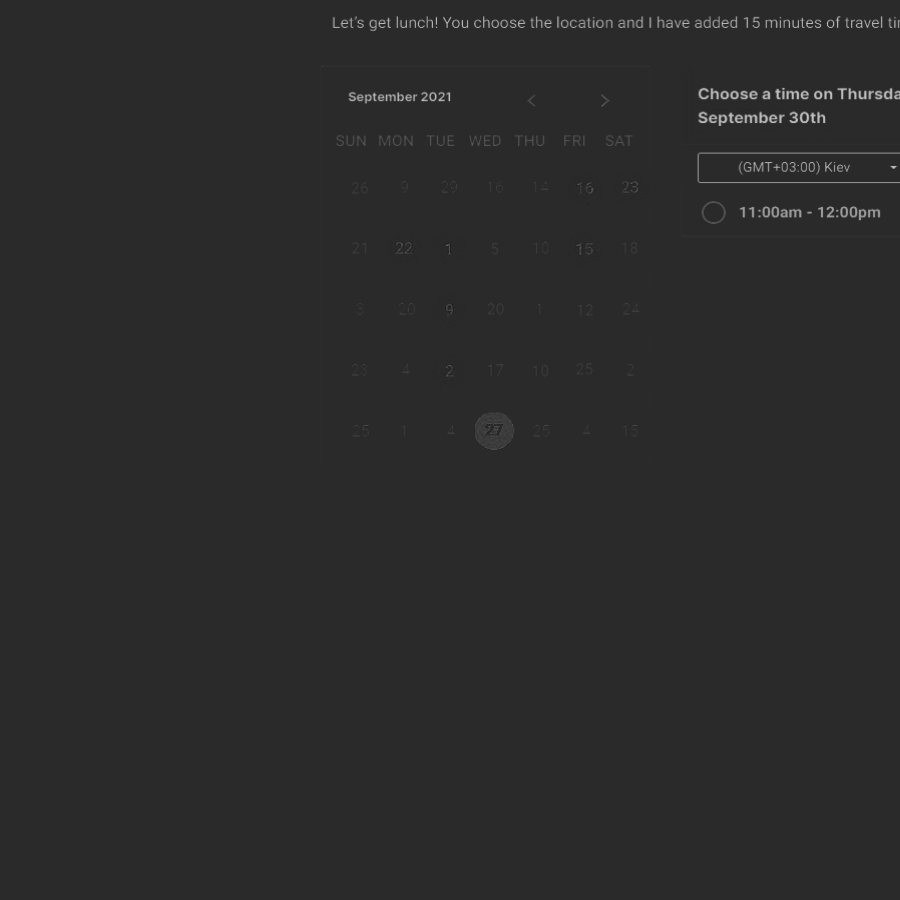 Let's get lunch! You choose the location and I have added 15 minutes of travel
September 2021
SUN MON TUE WED THU FRI SAT
26 9 29 16 14 16 23
21 22 1 5 10 15 18
3 20 9 20 1 12 24
23 4 2 17 10 25 2
25 1 4 27 25 4 15
Choose a time on
September 30th
(GMT+03:00) Kiev
11:00am - 12:00pm